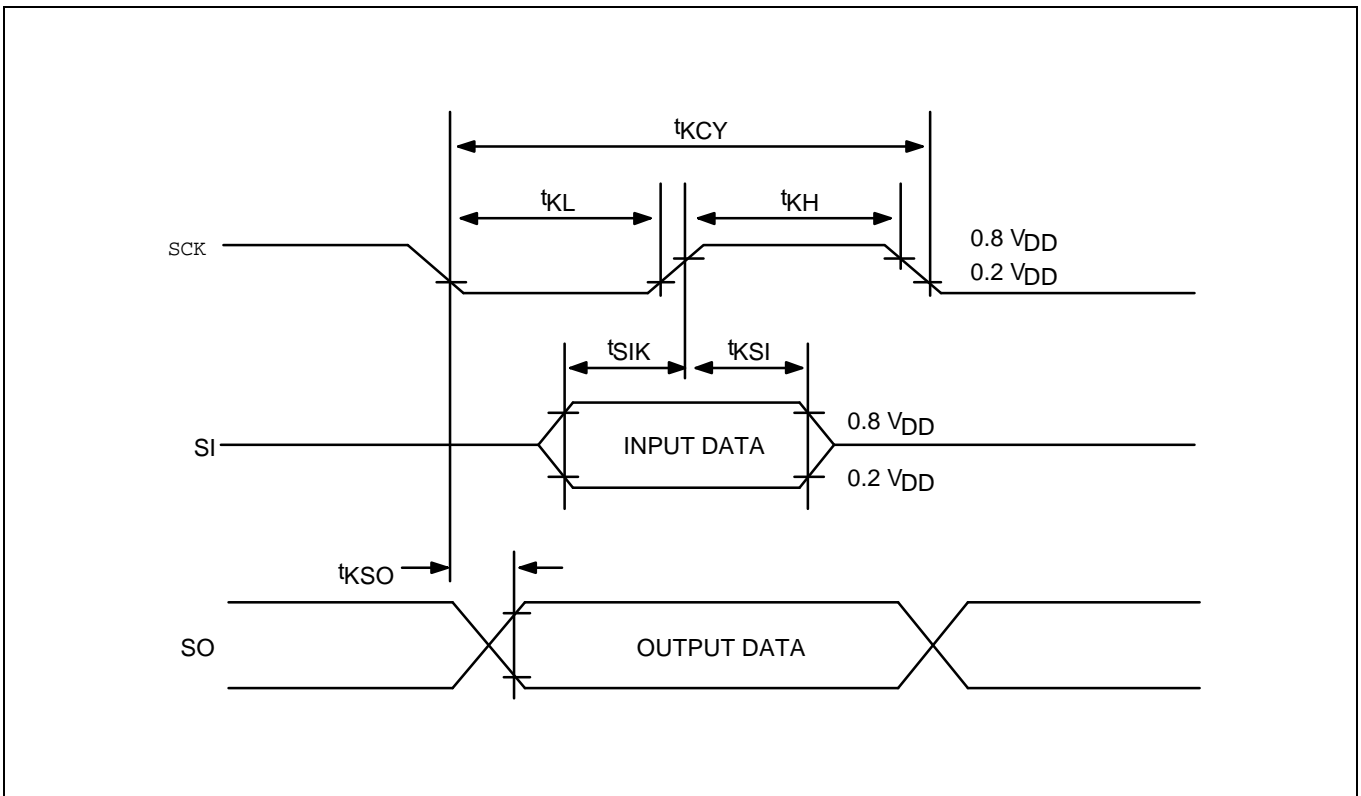 tKCY
tKL
tKH
SCK
0.8 VDD
0.2 VDD
tSIK
tKSI
SI
INPUT DATA
0.8 VDD
0.2 VDD
tKSO
SO
OUTPUT DATA